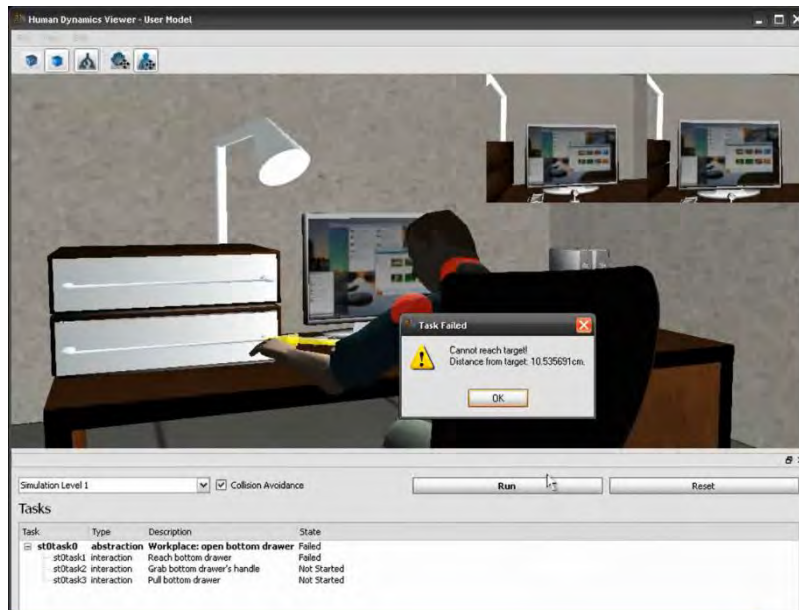 Human Dynamics Viewer - User Model
Task Failed
Cannot reach target!
Distance from target: 10.535691cm.
OK
Simulation Level 1
Collision Avoidance
Run
Reset
Tasks
Task Type Description State
st0task0 abstraction Workplace: open bottom drawer Failed
st0task1 interaction Reach bottom drawer Failed
st0task2 interaction Grab bottom drawer's handle Not Started
st0task3 interaction Pull bottom drawer Not Started